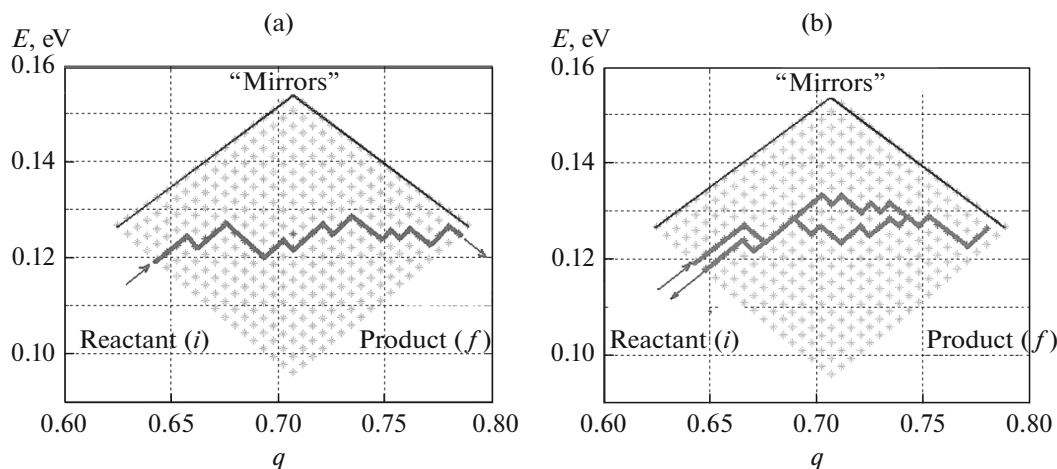 (a)
E, eV
0.16
0.14
0.12
0.10
“Mirrors”
Reactant (i)
Product (f)
0.60 0.65 0.70 0.75 0.80
q
(b)
E, eV
0.16
0.14
0.12
0.10
“Mirrors”
Reactant (i)
Product (f)
0.60 0.65 0.70 0.75 0.80
q